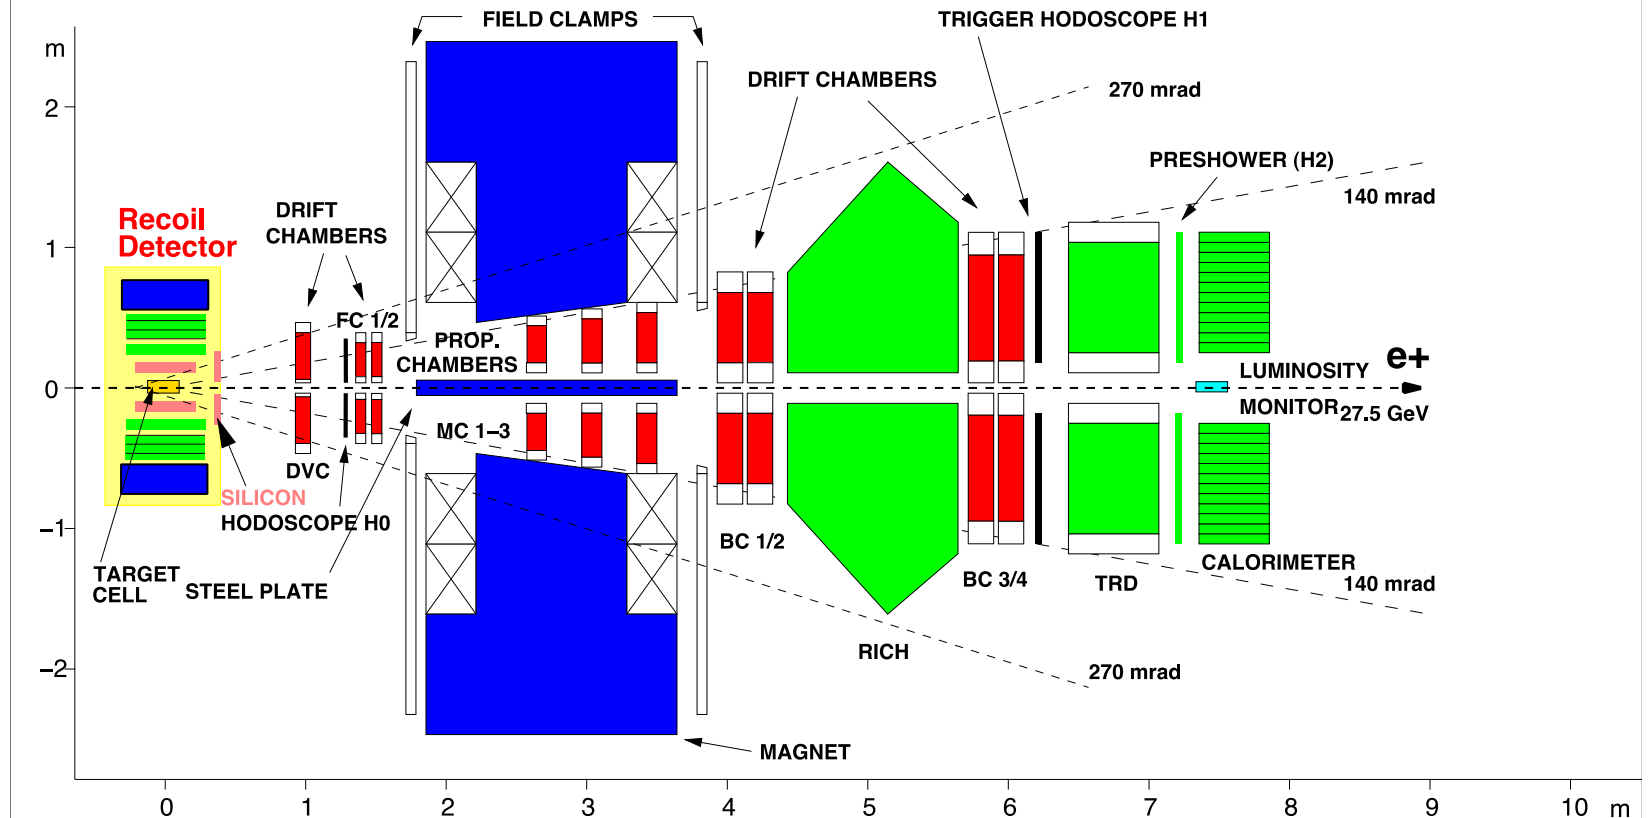 FIELD CLAMPS
TRIGGER HODOSCOPE H1
m
DRIFT CHAMBERS
270 mrad
2
PRESHOWER (H2)
140 mrad
Recoil
Detector
DRIFT
CHAMBERS
1
FC 1/2
PROP.
CHAMBERS
e+
LUMINOSITY
0
MONITOR
27.5 GeV
MC 1–3
DVC
SILICON
HODOSCOPE H0
−1
BC 1/2
TARGET
CELL
STEEL PLATE
BC 3/4
TRD
CALORIMETER
140 mrad
RICH
−2
270 mrad
MAGNET
0 1 2 3 4 5 6 7 8 9 10 m